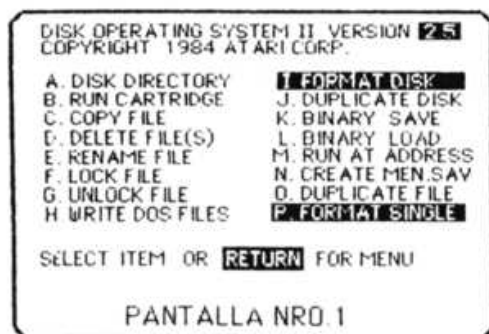 DISK OPERATING SYSTEM II VERSION 2.5
COPYRIGHT 1984 ATARI CORP.
A. DISK DIRECTORY
B. RUN CARTRIDGE
C. COPY FILE
D. DELETE FILE(S)
E. RENAME FILE
F. LOCK FILE
G. UNLOCK FILE
H. WRITE DOS FILES
I. FORMAT DISK
J. DUPLICATE DISK
K. BINARY SAVE
L. BINARY LOAD
M. RUN AT ADDRESS
N. CREATE MEN.SAV
O. DUPLICATE FILE
P. FORMAT SINGLE
SELECT ITEM OR RETURN FOR MENU
PANTALLA NRO.1